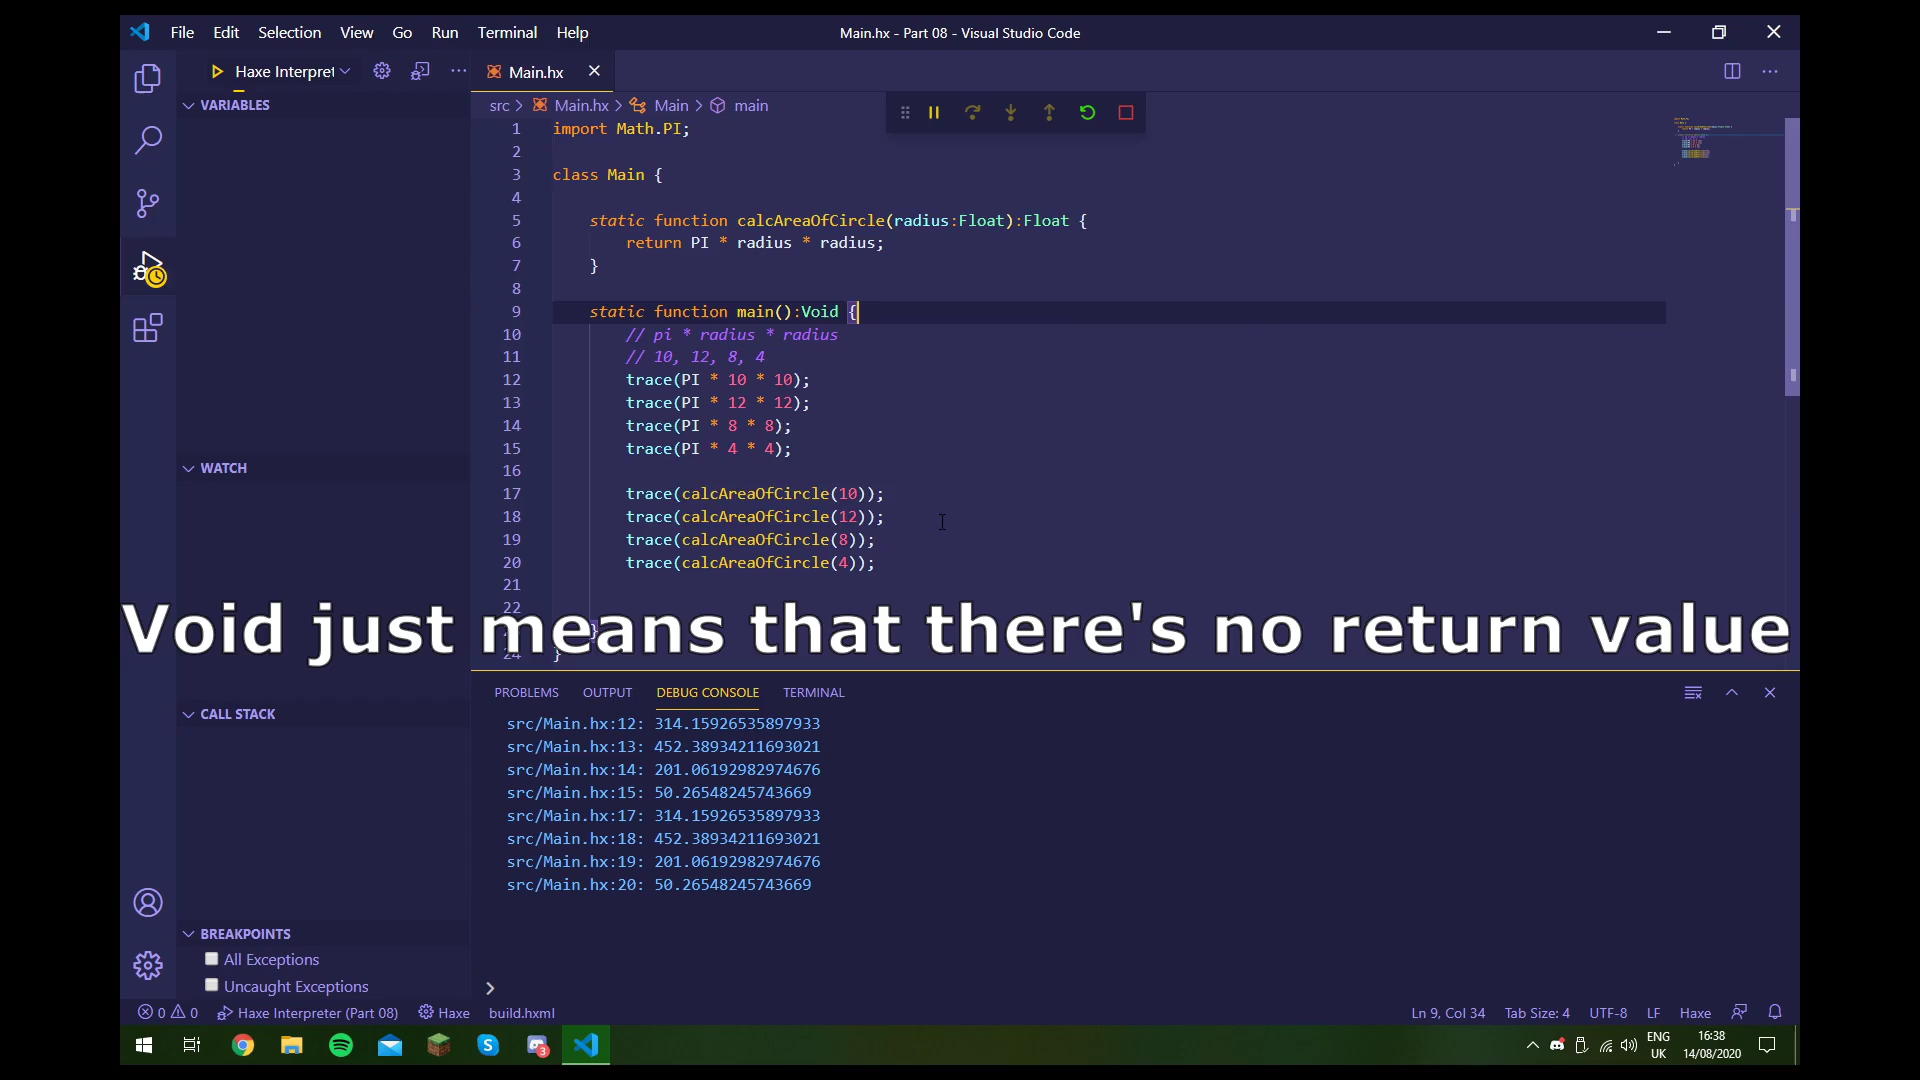 File Edit Selection View Go Run Terminal Help
Main.hx - Part 08 - Visual Studio Code
Haxe Interpret
Main.hx
VARIABLES
src > Main.hx > Main > main
1 import Math.PI;
2
3 class Main {
4
5 static function calcAreaOfCircle(radius:Float):Float {
6 return PI * radius * radius;
7 }
8
9 static function main():Void {
10 // pi * radius * radius
11 // 10, 12, 8, 4
12 trace(PI * 10 * 10);
13 trace(PI * 12 * 12);
14 trace(PI * 8 * 8);
15 trace(PI * 4 * 4);
16
17 trace(calcAreaOfCircle(10));
18 trace(calcAreaOfCircle(12));
19 trace(calcAreaOfCircle(8));
20 trace(calcAreaOfCircle(4));
21
22
}
24 }
Void just means that there's no return value
WATCH
CALL STACK
BREAKPOINTS
All Exceptions
Uncaught Exceptions
PROBLEMS OUTPUT DEBUG CONSOLE TERMINAL
src/Main.hx:12: 314.15926535897933
src/Main.hx:13: 452.38934211693021
src/Main.hx:14: 201.06192982974676
src/Main.hx:15: 50.26548245743669
src/Main.hx:17: 314.15926535897933
src/Main.hx:18: 452.38934211693021
src/Main.hx:19: 201.06192982974676
src/Main.hx:20: 50.26548245743669
0 0 Haxe Interpreter (Part 08) Haxe build.hxml
Ln 9, Col 34 Tab Size: 4 UTF-8 LF Haxe
3
ENG
UK
16:38
14/08/2020